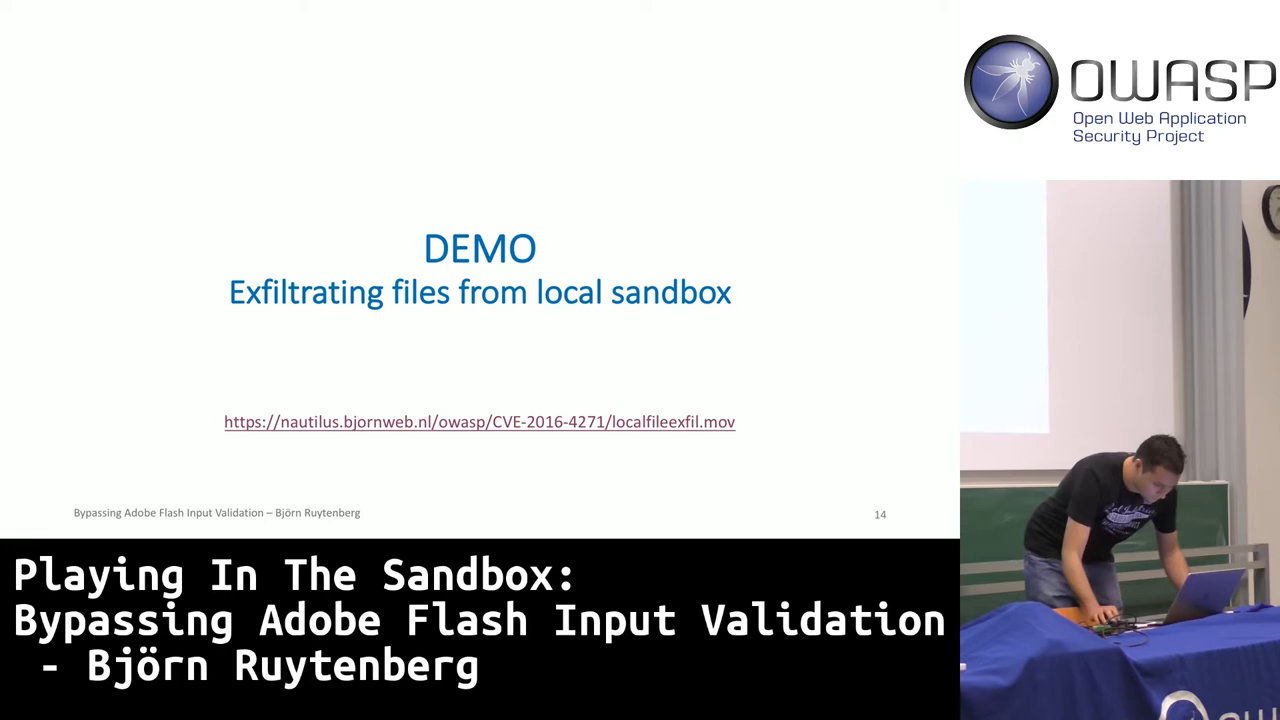 DEMO
Exfiltrating files from local sandbox
https://nautilus.bjornweb.nl/owasp/CVE-2016-4271/localfileexfil.mov
Bypassing Adobe Flash Input Validation – Björn Ruytenberg
14
OWASP
Open Web Application
Security Project
Playing In The Sandbox:
Bypassing Adobe Flash Input Validation
- Björn Ruytenberg